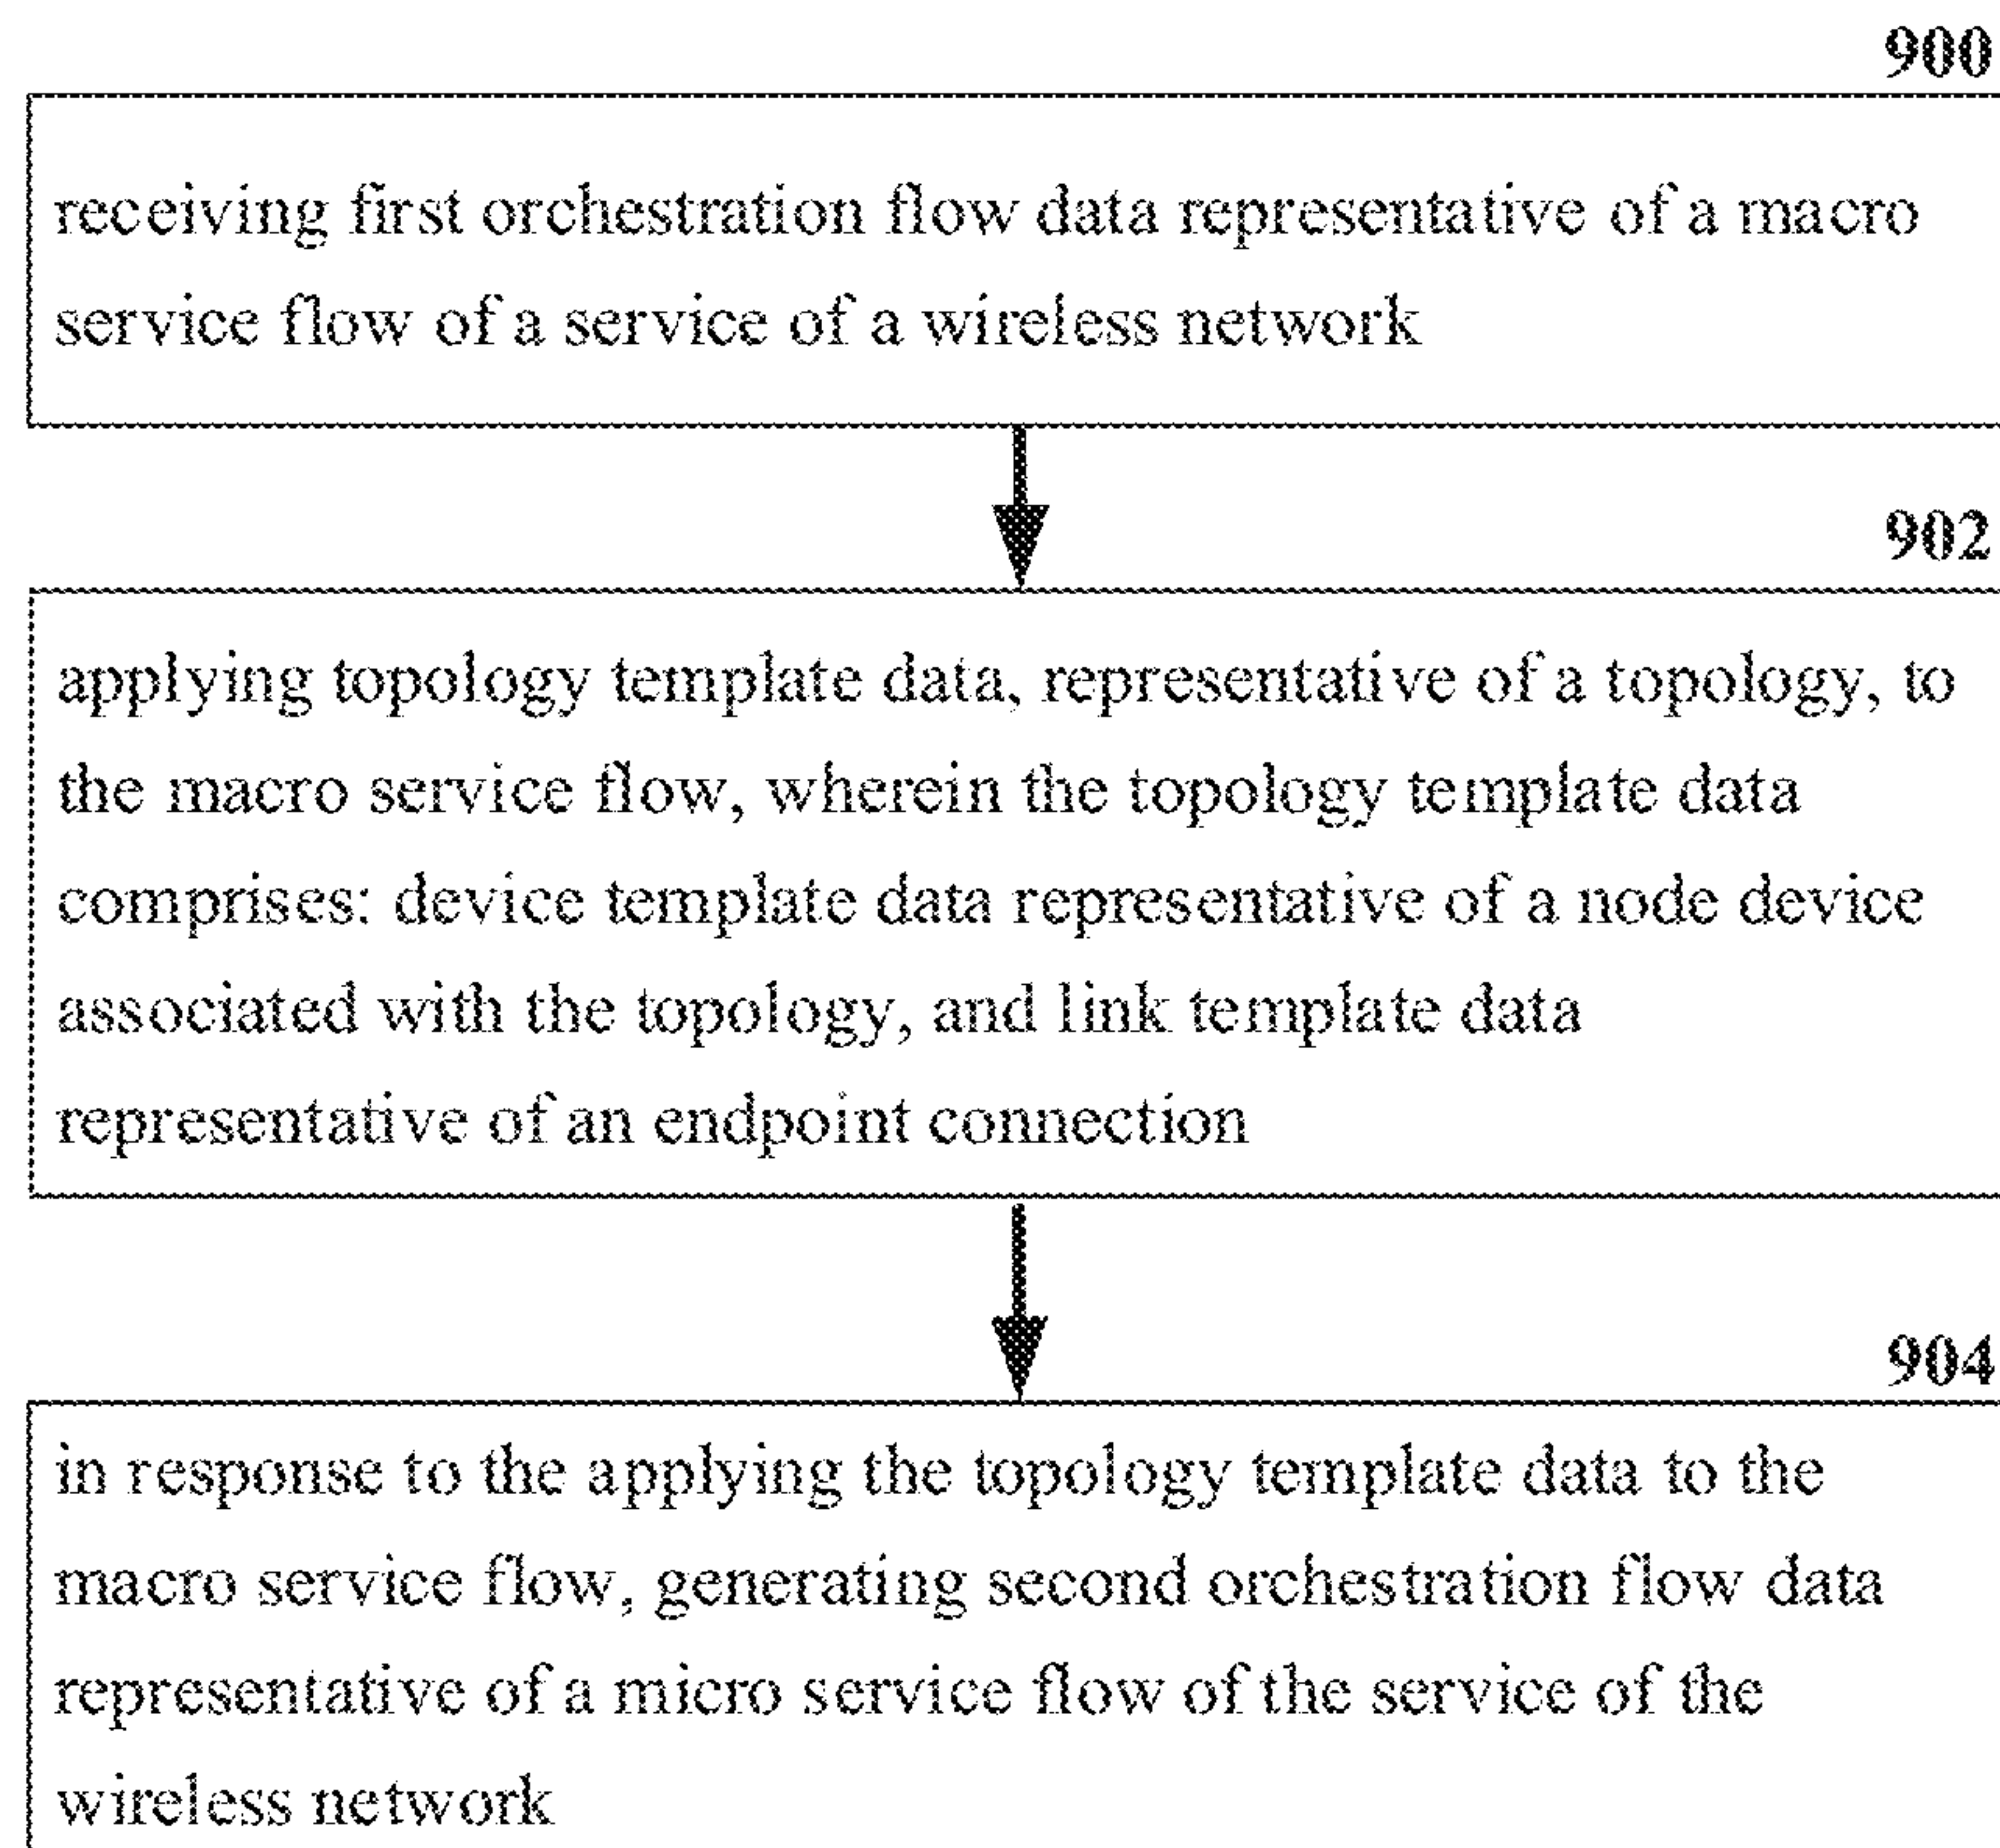 900
receiving first orchestration flow data representative of a macro
service flow of a service of a wireless network
902
applying topology template data, representative of a topology, to
the macro service flow, wherein the topology template data
comprises: device template data representative of a node device
associated with the topology, and link template data
representative of an endpoint connection
904
in response to the applying the topology template data to the
macro service flow, generating second orchestration flow data
representative of a micro service flow of the service of the
wireless network